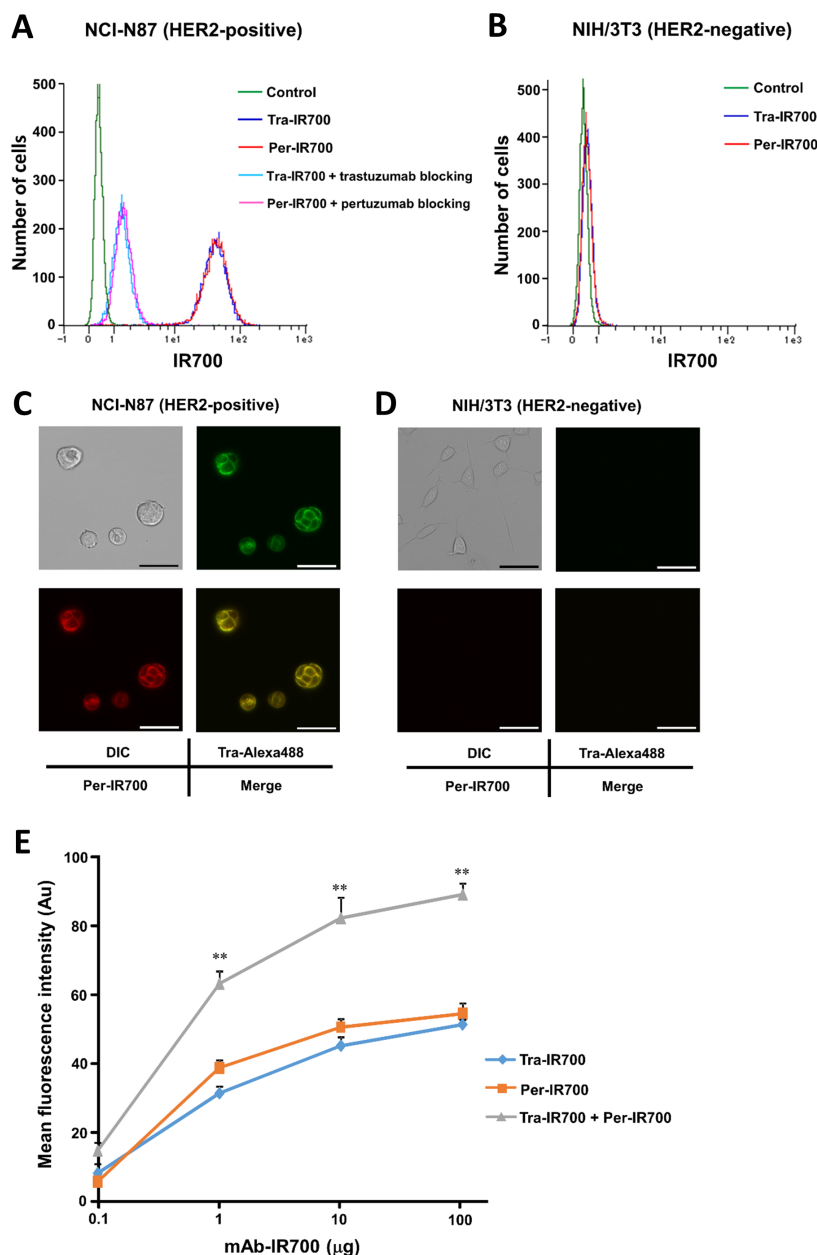 A
NCI-N87 (HER2-positive)
500
400
300
200
100
0
Number of cells
Control
Tra-IR700
Per-IR700
Tra-IR700 + trastuzumab blocking
Per-IR700 + pertuzumab blocking
−1 0 1 1e1 1e2 1e3
IR700
B
NIH/3T3 (HER2-negative)
500
400
300
200
100
0
Number of cells
Control
Tra-IR700
Per-IR700
−1 0 1 1e1 1e2 1e3
IR700
C
NCI-N87 (HER2-positive)
DIC
Tra-Alexa488
Per-IR700
Merge
D
NIH/3T3 (HER2-negative)
DIC
Tra-Alexa488
Per-IR700
Merge
E
100
80
60
40
20
0
Mean fluorescence intensity (Au)
**
**
**
Tra-IR700
Per-IR700
Tra-IR700 + Per-IR700
0.1 1 10 100
mAb-IR700 (μg)